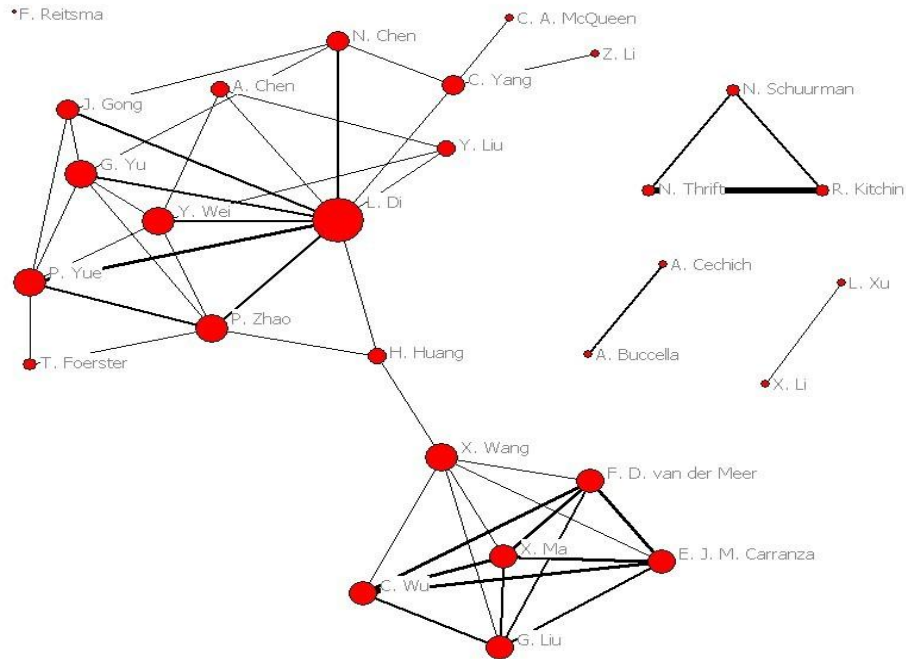 F. Reitsma
C. A. McQueen
N. Chen
Z. Li
C. Yang
A. Chen
N. Schuurman
J. Gong
Y. Liu
G. Yu
N. Thrift
R. Kitchin
L. Di
Y. Wei
A. Cechich
P. Yue
L. Xu
P. Zhao
H. Huang
A. Buccella
T. Foerster
X. Li
X. Wang
F. D. van der Meer
X. Ma
E. J. M. Carranza
C. Wu
G. Liu